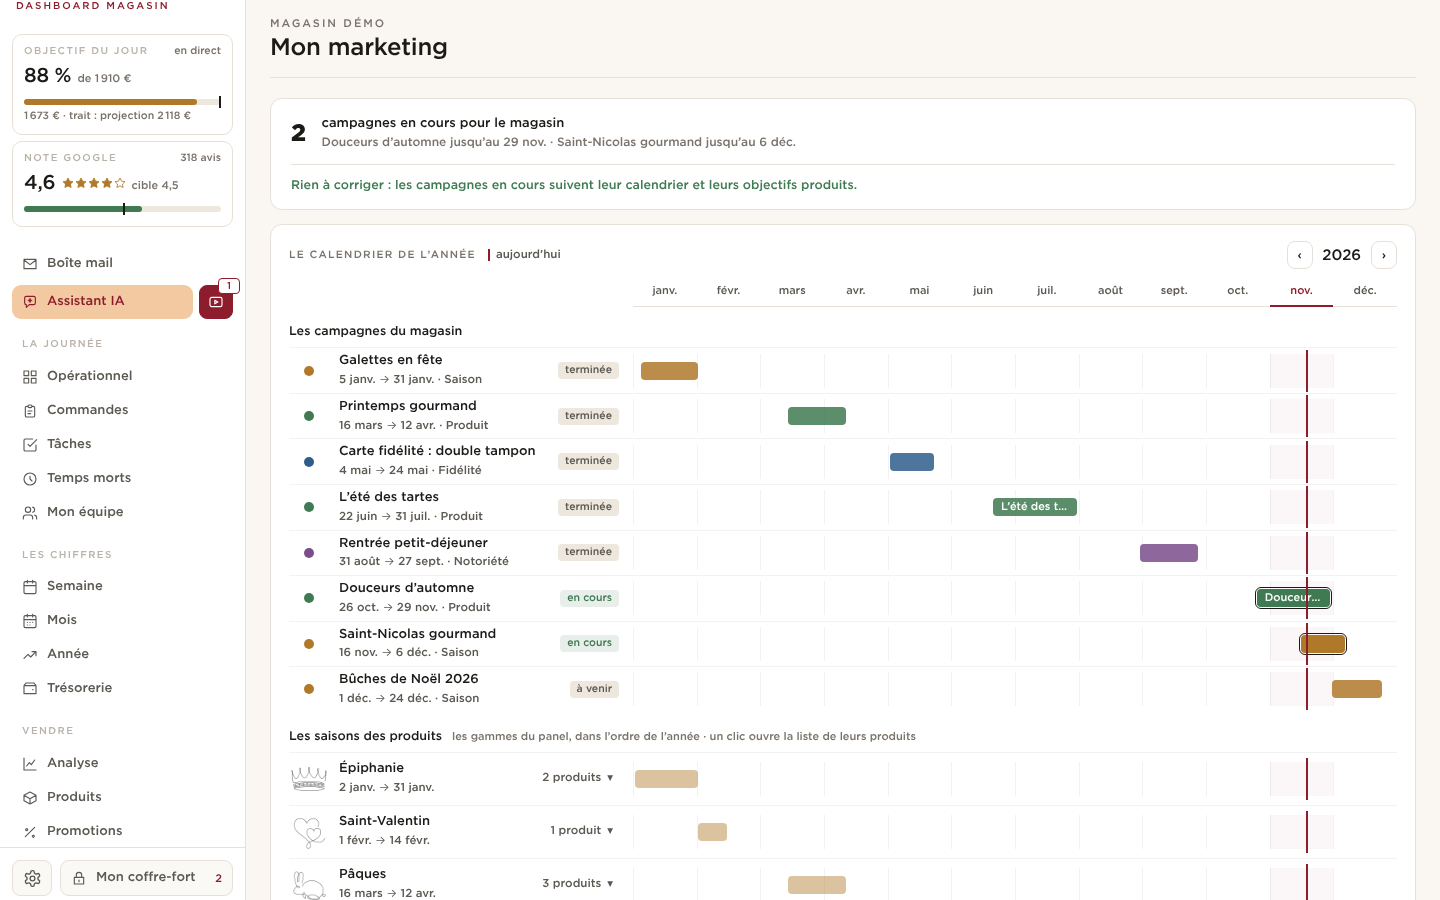 DASHBOARD MAGASIN
OBJECTIF DU JOUR en direct
88 % de 1 910 €
1 673 € · trait : projection 2 118 €
NOTE GOOGLE 318 avis
4,6 cible 4,5
Boîte mail
Assistant IA 1
LA JOURNÉE
Opérationnel
Commandes
Tâches
Temps morts
Mon équipe
LES CHIFFRES
Semaine
Mois
Année
Trésorerie
VENDRE
Analyse
Produits
Promotions
Mon coffre-fort 2
MAGASIN DÉMO
Mon marketing
2 campagnes en cours pour le magasin
Douceurs d’automne jusqu’au 29 nov. · Saint-Nicolas gourmand jusqu’au 6 déc.
Rien à corriger : les campagnes en cours suivent leur calendrier et leurs objectifs produits.
LE CALENDRIER DE L’ANNÉE aujourd’hui ‹ 2026 ›
janv. févr. mars avr. mai juin juil. août sept. oct. nov. déc.
Les campagnes du magasin
Galettes en fête terminée
5 janv. → 31 janv. · Saison
Printemps gourmand terminée
16 mars → 12 avr. · Produit
Carte fidélité : double tampon terminée
4 mai → 24 mai · Fidélité
L’été des tartes terminée L’été des t…
22 juin → 31 juil. · Produit
Rentrée petit-déjeuner terminée
31 août → 27 sept. · Notoriété
Douceurs d’automne en cours Douceur…
26 oct. → 29 nov. · Produit
Saint-Nicolas gourmand en cours
16 nov. → 6 déc. · Saison
Bûches de Noël 2026 à venir
1 déc. → 24 déc. · Saison
Les saisons des produits les gammes du panel, dans l’ordre de l’année · un clic ouvre la liste de leurs produits
Épiphanie 2 produits ▾
2 janv. → 31 janv.
Saint-Valentin 1 produit ▾
1 févr. → 14 févr.
Pâques 3 produits ▾
16 mars → 12 avr.